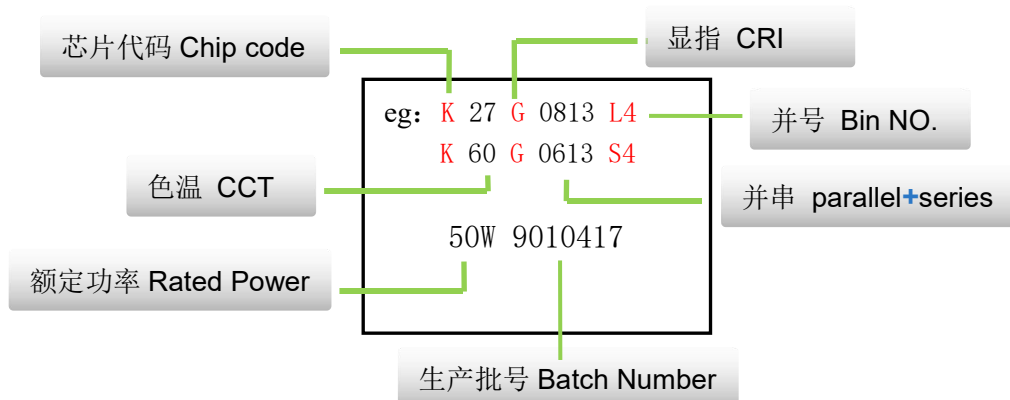 芯片代码 Chip code
显指 CRI
eg: K 27 G 0813 L4
并号 Bin NO.
K 60 G 0613 S4
色温 CCT
并串 parallel+series
50W 9010417
额定功率 Rated Power
生产批号 Batch Number